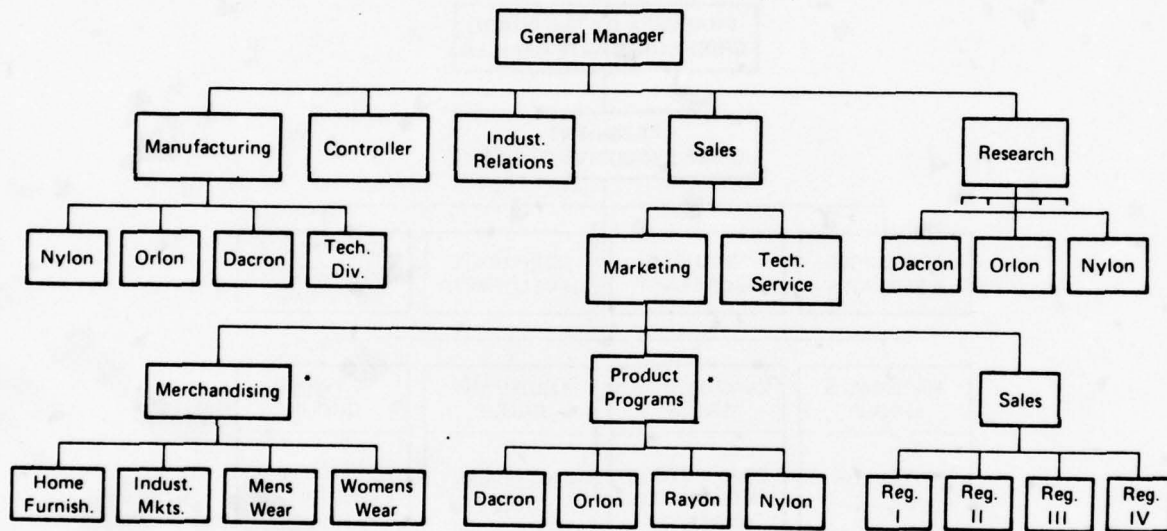 General Manager
Manufacturing
Controller
Indust.
Relations
Sales
Research
Nylon
Orlon
Dacron
Tech.
Div.
Marketing
Tech.
Service
Dacron
Orlon
Nylon
Merchandising
Product
Programs
Sales
Home
Furnish.
Indust.
Mkts.
Mens
Wear
Womens
Wear
Dacron
Orlon
Rayon
Nylon
Reg.
I
Reg.
II
Reg.
III
Reg.
IV